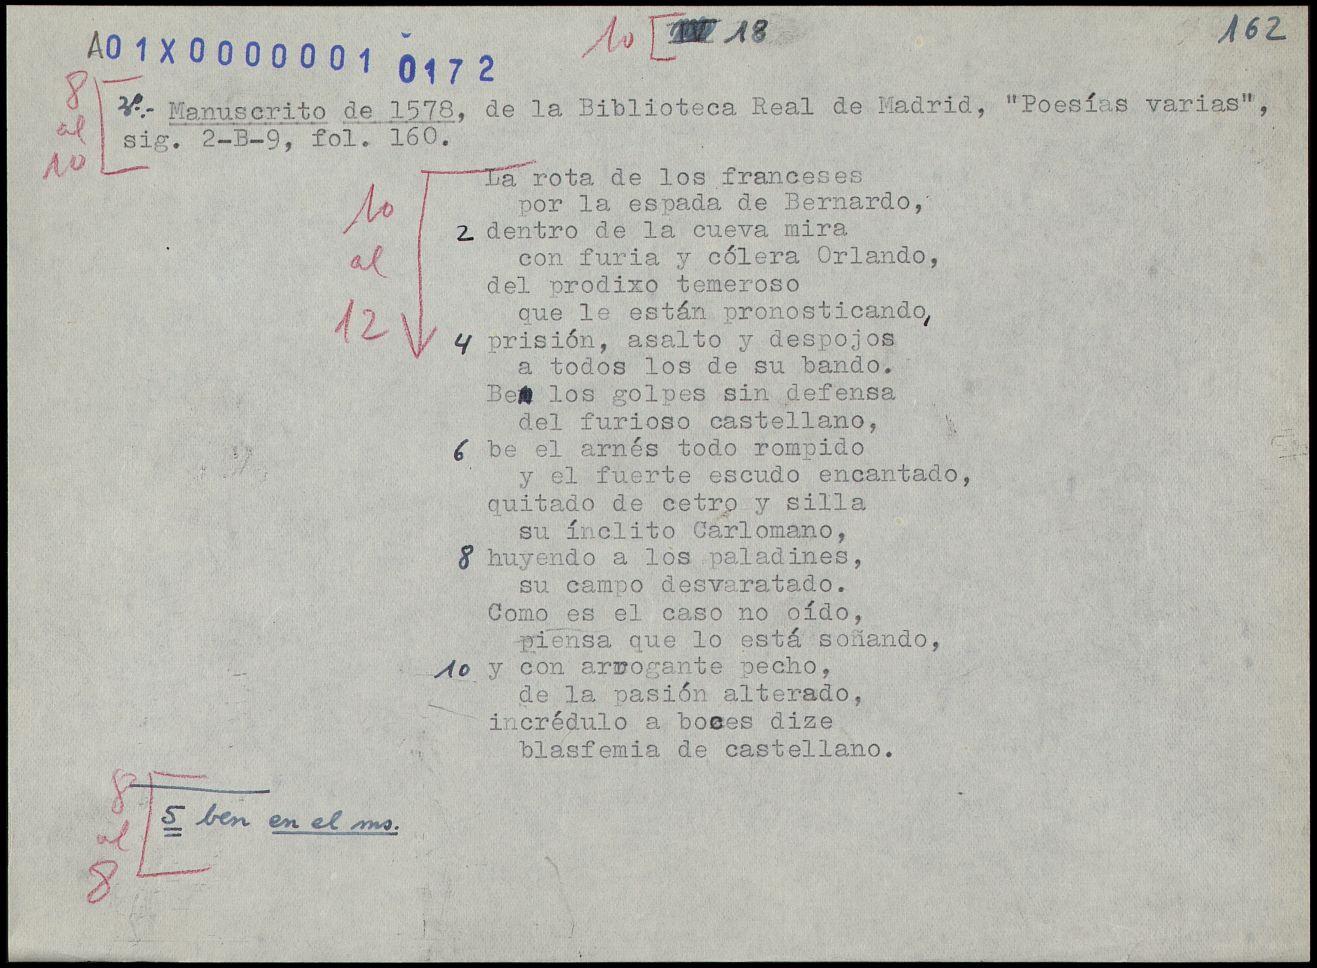 A01X0000001 0172
10 18
162
8 al 10
2º.- Manuscrito de 1578, de la Biblioteca Real de Madrid, "Poesías varias",
sig. 2-B-9, fol. 160.
10 al 12
La rota de los franceses
por la espada de Bernardo,
2 dentro de la cueva mira
con furia y cólera Orlando,
del prodixo temeroso
que le están pronosticando,
4 prisión, asalto y despojos
a todos los de su bando.
Be los golpes sin defensa
del furioso castellano,
6 be el arnés todo rompido
y el fuerte escudo encantado,
quitado de cetro y silla
su ínclito Carlomano,
8 huyendo a los paladines,
su campo desvaratado.
Como es el caso no oído,
piensa que lo está soñando,
10 y con arrogante pecho,
de la pasión alterado,
incrédulo a boces dize
blasfemia de castellano.
8 al 8
5 ben en el ms.